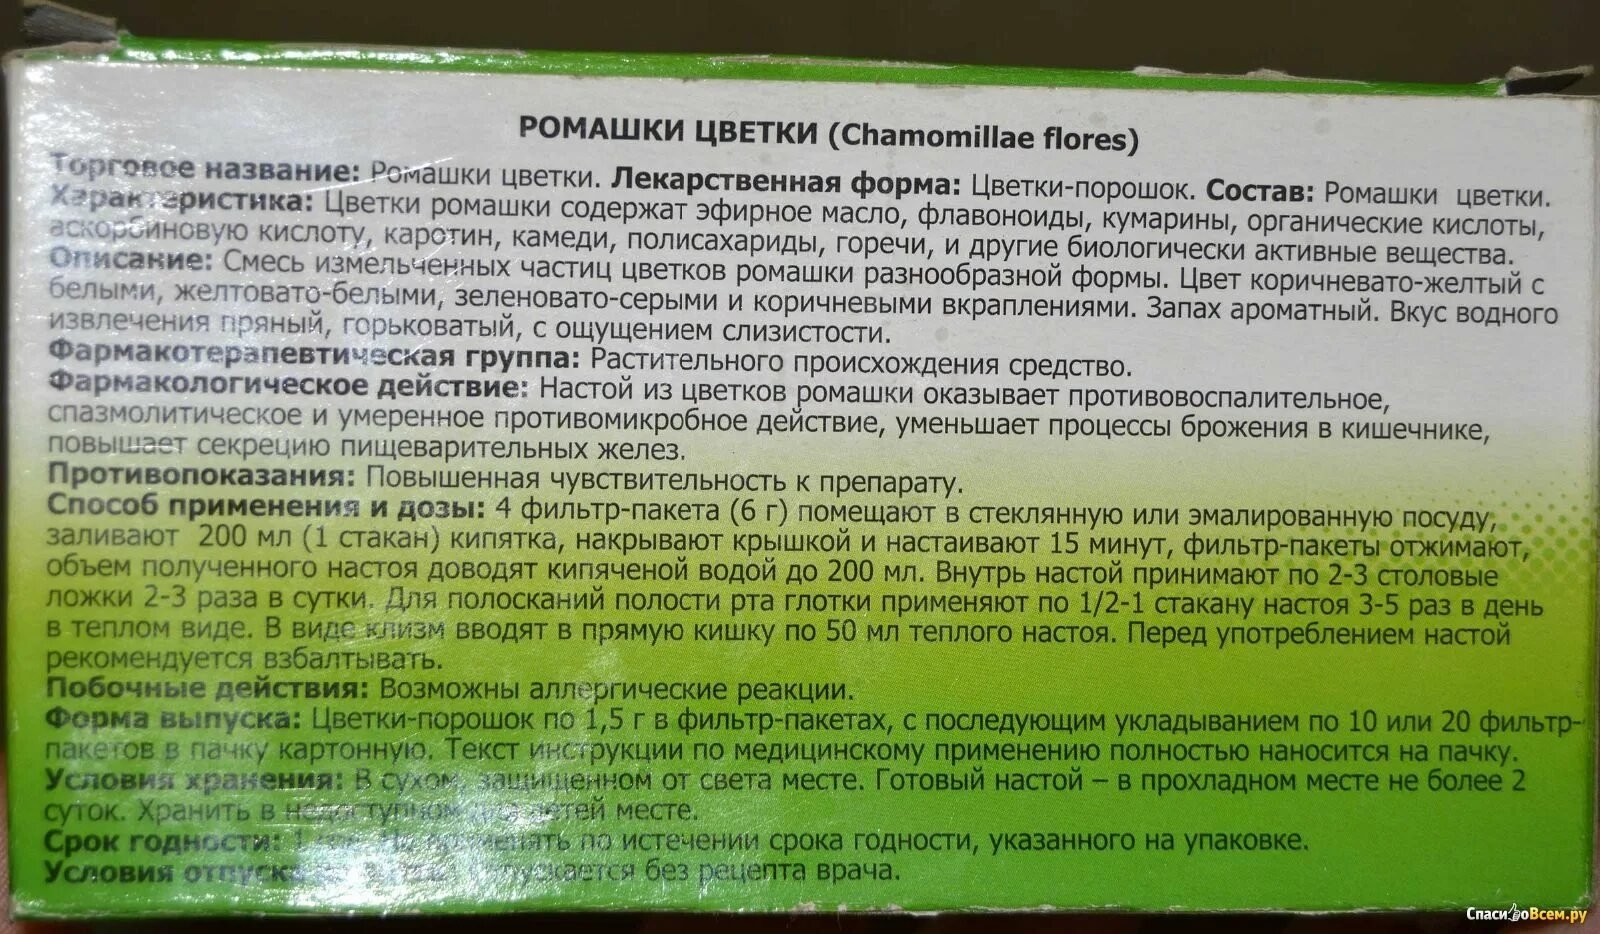 РОМАШКИ ЦВЕТКИ (Chamomillae flores)
Торговое название: Ромашки цветки. Лекарственная форма: Цветки-порошок. Состав: Ромашки цветки.
Характеристика: Цветки ромашки содержат эфирное масло, флавоноиды, кумарины, органические кислоты,
аскорбиновую кислоту, каротин, камеди, полисахариды, горечи, и другие биологически активные вещества.
Описание: Смесь измельченных частиц цветков ромашки разнообразной формы. Цвет коричневато-желтый с
белыми, желтовато-белыми, зеленовато-серыми и коричневыми вкраплениями. Запах ароматный. Вкус водного
извлечения пряный, горьковатый, с ощущением слизистости.
Фармакотерапевтическая группа: Растительного происхождения средство.
Фармакологическое действие: Настой из цветков ромашки оказывает противовоспалительное,
спазмолитическое и умеренное противомикробное действие, уменьшает процессы брожения в кишечнике,
повышает секрецию пищеварительных желез.
Противопоказания: Повышенная чувствительность к препарату.
Способ применения и дозы: 4 фильтр-пакета (6 г) помещают в стеклянную или эмалированную посуду,
заливают 200 мл (1 стакан) кипятка, накрывают крышкой и настаивают 15 минут, фильтр-пакеты отжимают,
объем полученного настоя доводят кипяченой водой до 200 мл. Внутрь настой принимают по 2-3 столовые
ложки 2-3 раза в сутки. Для полосканий полости рта глотки применяют по 1/2-1 стакану настоя 3-5 раз в день
в теплом виде. В виде клизм вводят в прямую кишку по 50 мл теплого настоя. Перед употреблением настой
рекомендуется взбалтывать.
Побочные действия: Возможны аллергические реакции.
Форма выпуска: Цветки-порошок по 1,5 г в фильтр-пакетах, с последующим укладыванием по 10 или 20 фильтр-
пакетов в пачку картонную. Текст инструкции по медицинскому применению полностью наносится на пачку.
Условия хранения: В сухом, защищенном от света месте. Готовый настой – в прохладном месте не более 2
суток. Хранить в недоступном для детей месте.
Срок годности: 1 применять по истечении срока годности, указанного на упаковке.
Условия отпуска без рецепта врача.
СпасибоВсем.ру